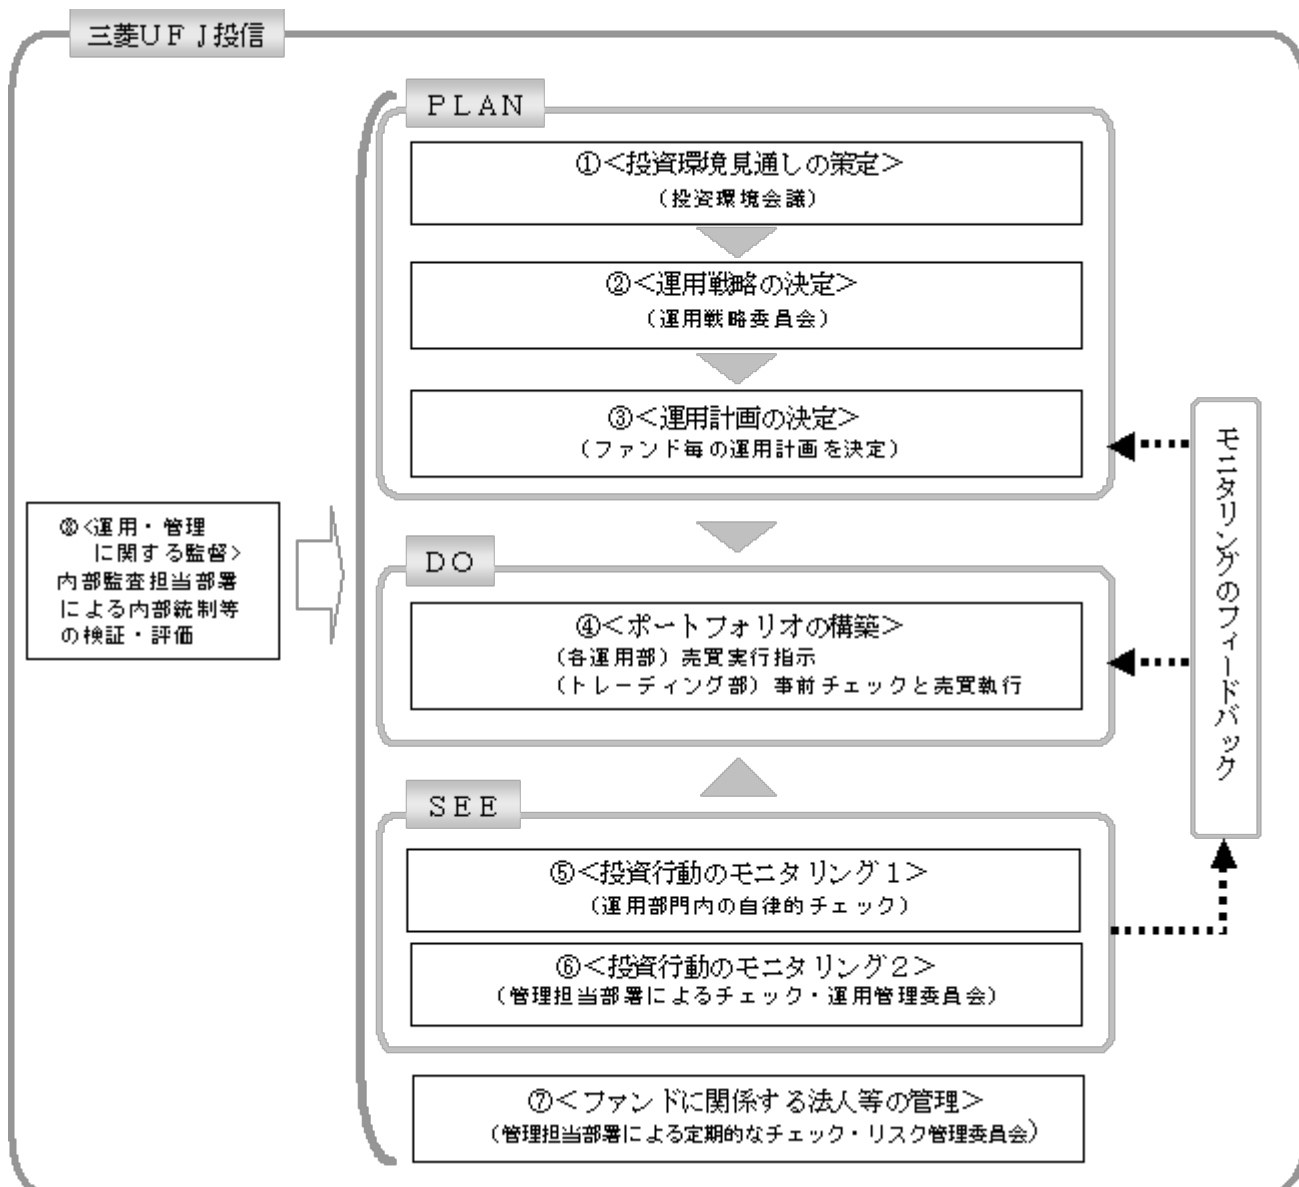 三菱UFJ投信
PLAN
①<投資環境見通しの策定>
(投資環境会議)
②<運用戦略の決定>
(運用戦略委員会)
③<運用計画の決定>
(ファンド毎の運用計画を決定)
DO
④<ポートフォリオの構築>
(各運用部)売買実行指示
(トレーディング部)事前チェックと売買執行
SEE
⑤<投資行動のモニタリング1>
(運用部門内の自律的チェック)
⑥<投資行動のモニタリング2>
(管理担当部署によるチェック・運用管理委員会)
⑦<ファンドに関係する法人等の管理>
(管理担当部署による定期的なチェック・リスク管理委員会)
⑧<運用・管理
に関する監督>
内部監査担当部署
による内部統制等
の検証・評価
モニタリングのフィードバック